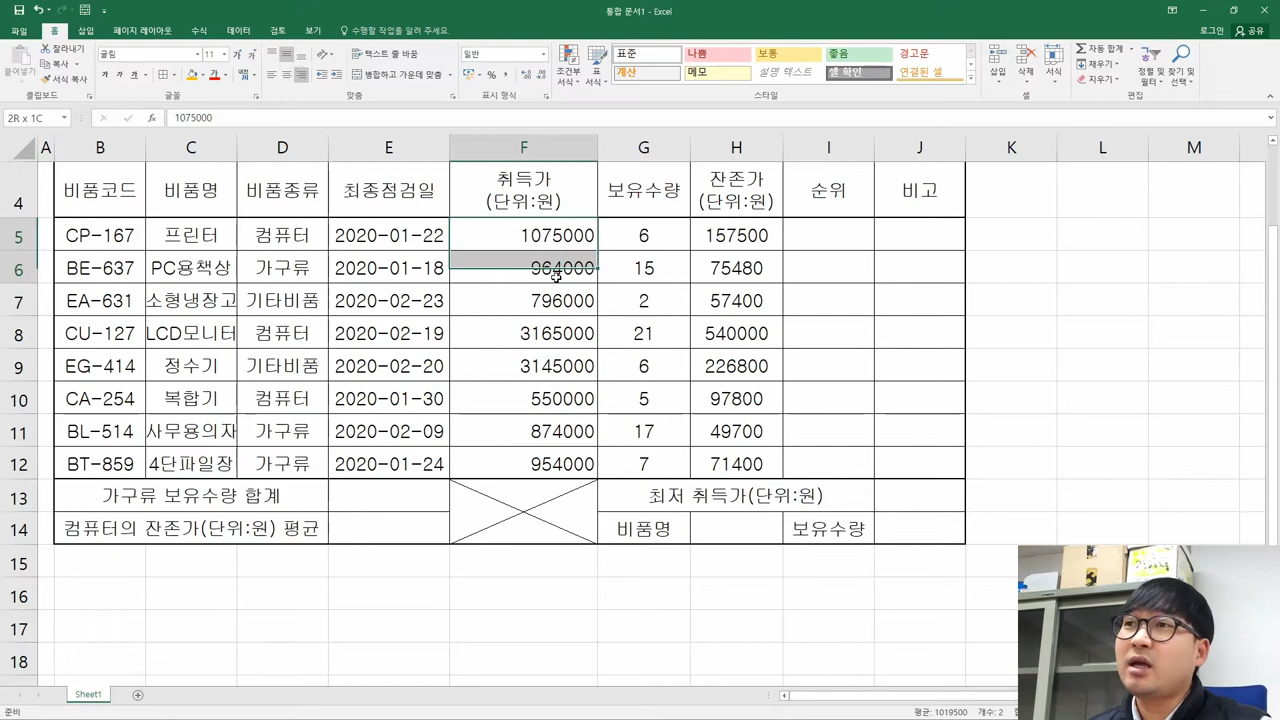 통합 문서1 - Excel
로그인 공유
파일 홈 삽입 페이지 레이아웃 수식 데이터 검토 보기 수행할 작업을 알려 주세요.
붙여넣기 잘라내기 복사 서식 복사
굴림 11
텍스트 줄 바꿈
병합하고 가운데 맞춤
일반
조건부 서식 표 서식
표준 나쁨 보통 좋음 경고문
계산 메모 설명 텍스트 셀 확인 연결된 셀
삽입 삭제 서식
자동 합계 채우기 지우기
정렬 및 필터 찾기 및 선택
클립보드 글꼴 맞춤 표시 형식 스타일 셀 편집
2R x 1C fx 1075000
A B C D E F G H I J K L M
4 비품코드 비품명 비품종류 최종점검일 취득가 (단위:원) 보유수량 잔존가 (단위:원) 순위 비고
5 CP-167 프린터 컴퓨터 2020-01-22 1075000 6 157500
6 BE-637 PC용책상 가구류 2020-01-18 964000 15 75480
7 EA-631 소형냉장고 기타비품 2020-02-23 796000 2 57400
8 CU-127 LCD모니터 컴퓨터 2020-02-19 3165000 21 540000
9 EG-414 정수기 기타비품 2020-02-20 3145000 6 226800
10 CA-254 복합기 컴퓨터 2020-01-30 550000 5 97800
11 BL-514 사무용의자 가구류 2020-02-09 874000 17 49700
12 BT-859 4단파일장 가구류 2020-01-24 954000 7 71400
13 가구류 보유수량 합계 최저 취득가(단위:원)
14 컴퓨터의 잔존가(단위:원) 평균 비품명 보유수량
15
16
17
18
Sheet1
준비 평균: 1019500 개수: 2